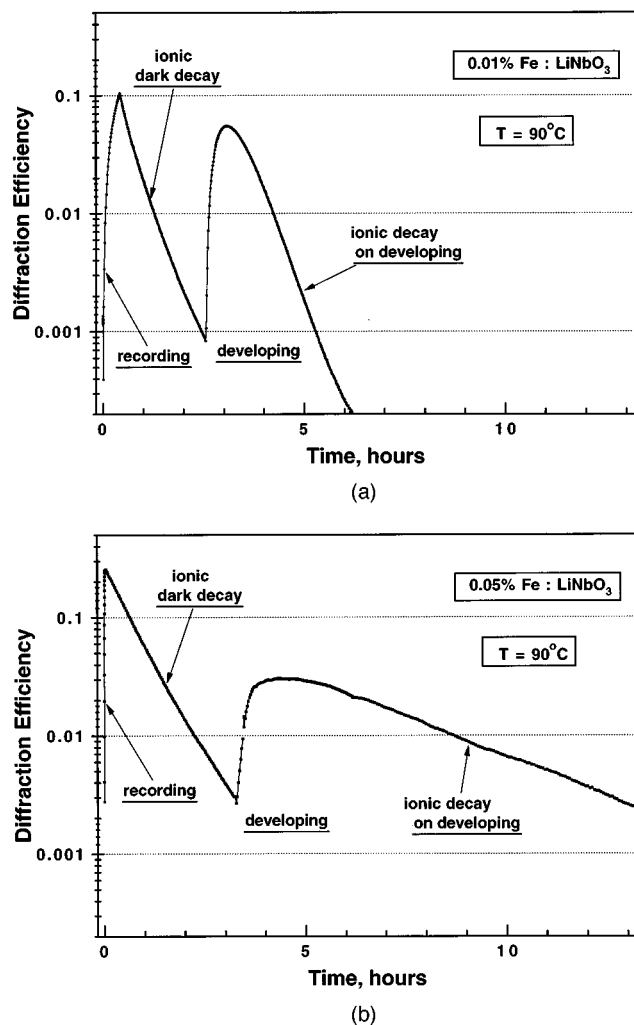 ionic
dark decay
0.01% Fe : LiNbO₃
T = 90°C
0.1
0.01
0.001
Diffraction Efficiency
ionic decay
on developing
recording
developing
0
5
10
Time, hours
(a)
ionic
dark decay
0.05% Fe : LiNbO₃
T = 90°C
0.1
0.01
0.001
Diffraction Efficiency
recording
developing
ionic decay
on developing
0
5
10
Time, hours
(b)